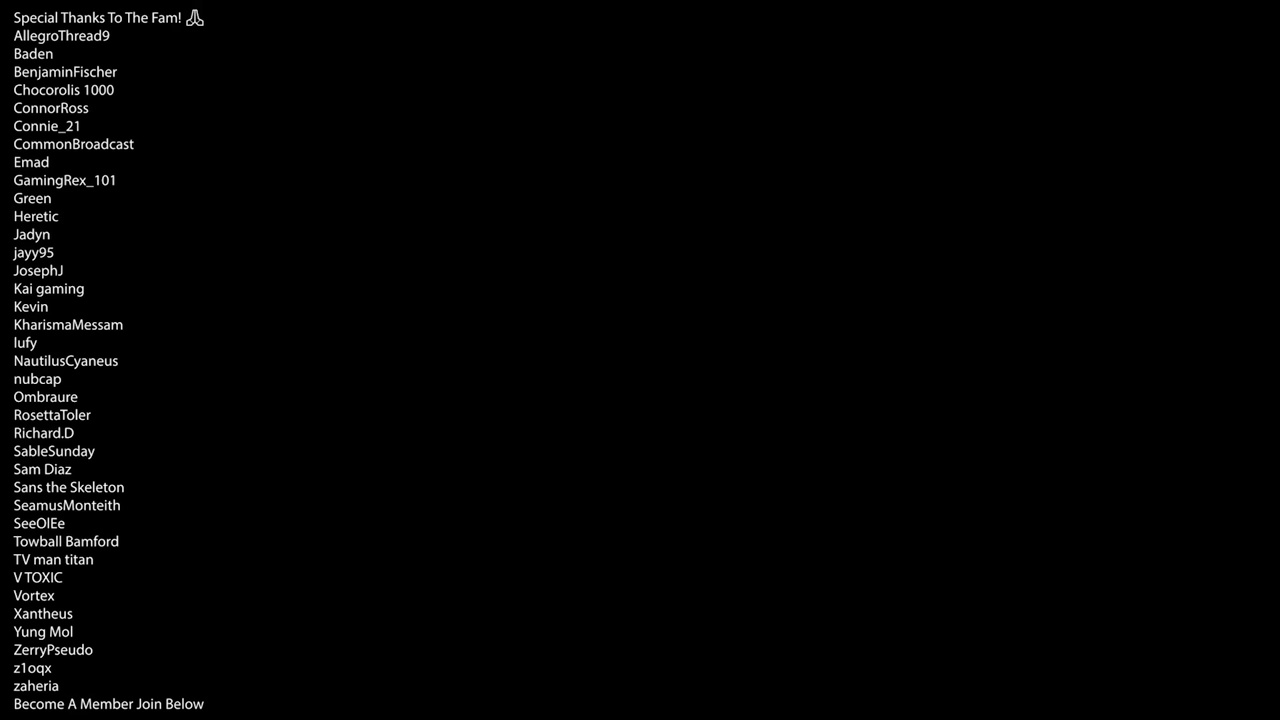 Special Thanks To The Fam! 🙏
AllegroThread9
Baden
BenjaminFischer
Chocorolis 1000
ConnorRoss
Connie_21
CommonBroadcast
Emad
GamingRex_101
Green
Heretic
Jadyn
jayy95
JosephJ
Kai gaming
Kevin
KharismaMessam
lufy
NautilusCyaneus
nubcap
Ombraure
RosettaToler
Richard.D
SableSunday
Sam Diaz
Sans the Skeleton
SeamusMonteith
SeeOlEe
Towball Bamford
TV man titan
V TOXIC
Vortex
Xantheus
Yung Mol
ZerryPseudo
z1oqx
zaheria
Become A Member Join Below